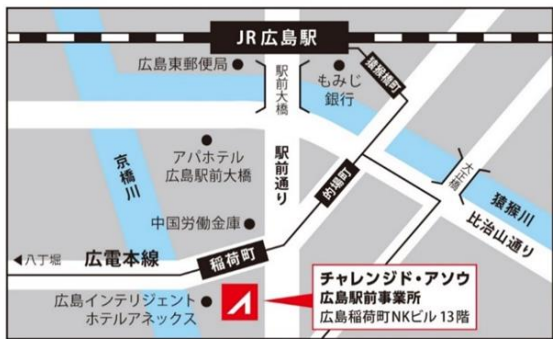 JR広島駅
広島東郵便局
駅前大橋
もみじ
銀行
猿猴橋町
京橋川
アパホテル
広島駅前大橋
駅前通り
的場町
大正橋
猿猴川
比治山通り
中国労働金庫
八丁堀
広電本線
稲荷町
広島インテリジェント
ホテルアネックス
チャレンジド・アソウ
広島駅前事業所
広島稲荷町NKビル13階